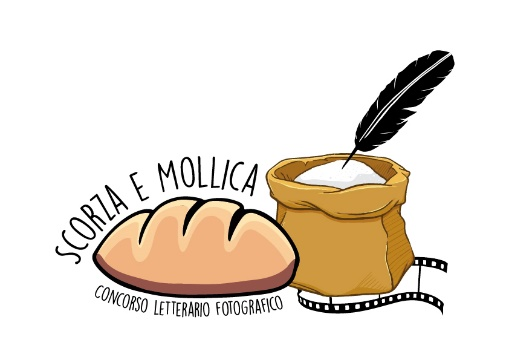 SCORZA E MOLLICA
CONCORSO LETTERARIO FOTOGRAFICO